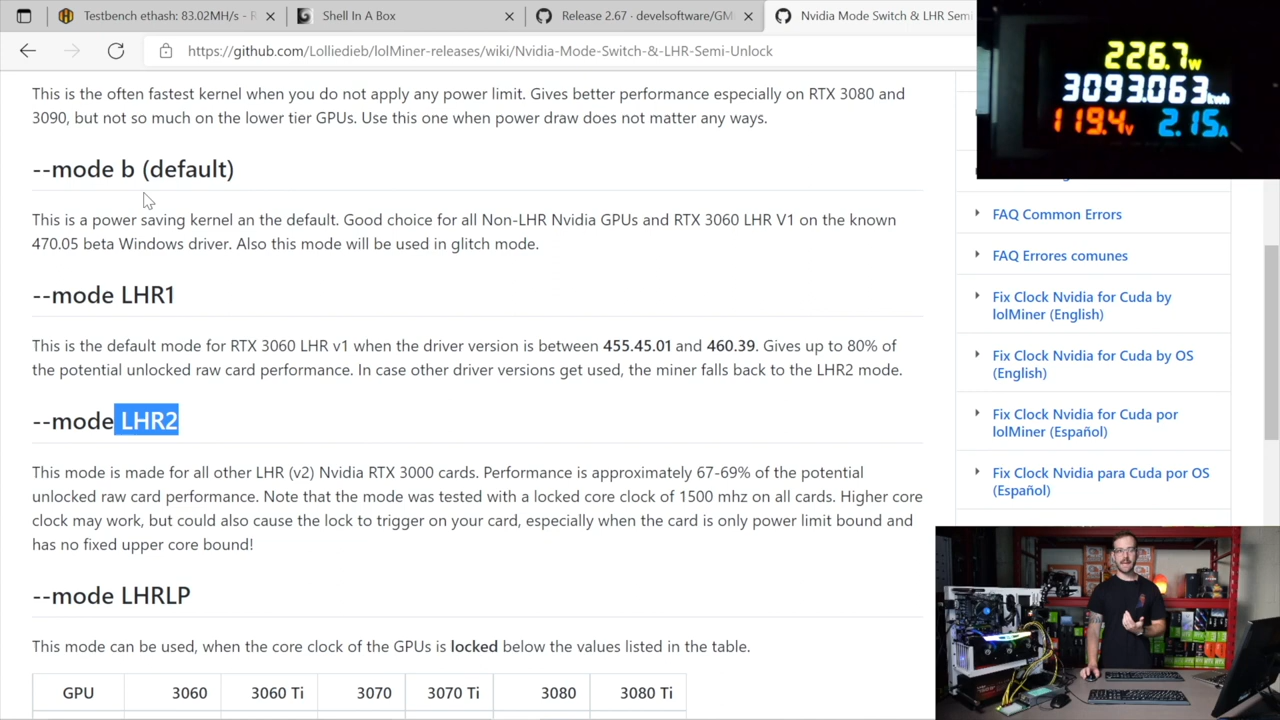 Testbench ethash: 83.02MH/s - R
Shell In A Box
Release 2.67 · develsoftware/GM
Nvidia Mode Switch & LHR Semi
https://github.com/Lolliedieb/lolMiner-releases/wiki/Nvidia-Mode-Switch-&-LHR-Semi-Unlock
226.7w
3093.063kwh
119.4v 2.15A
This is the often fastest kernel when you do not apply any power limit. Gives better performance especially on RTX 3080 and
3090, but not so much on the lower tier GPUs. Use this one when power draw does not matter any ways.
--mode b (default)
This is a power saving kernel an the default. Good choice for all Non-LHR Nvidia GPUs and RTX 3060 LHR V1 on the known
470.05 beta Windows driver. Also this mode will be used in glitch mode.
--mode LHR1
This is the default mode for RTX 3060 LHR v1 when the driver version is between 455.45.01 and 460.39. Gives up to 80% of
the potential unlocked raw card performance. In case other driver versions get used, the miner falls back to the LHR2 mode.
--mode LHR2
This mode is made for all other LHR (v2) Nvidia RTX 3000 cards. Performance is approximately 67-69% of the potential
unlocked raw card performance. Note that the mode was tested with a locked core clock of 1500 mhz on all cards. Higher core
clock may work, but could also cause the lock to trigger on your card, especially when the card is only power limit bound and
has no fixed upper core bound!
--mode LHRLP
This mode can be used, when the core clock of the GPUs is locked below the values listed in the table.
GPU 3060 3060 Ti 3070 3070 Ti 3080 3080 Ti
FAQ Common Errors
FAQ Errores comunes
Fix Clock Nvidia for Cuda by
lolMiner (English)
Fix Clock Nvidia for Cuda by OS
(English)
Fix Clock Nvidia for Cuda por
lolMiner (Español)
Fix Clock Nvidia para Cuda por OS
(Español)